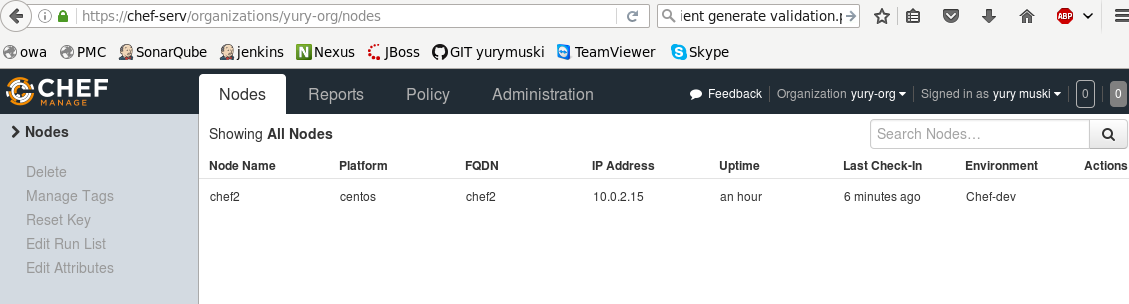 https://chef-serv/organizations/yury-org/nodes
ient generate validation.p
ABP
owa PMC SonarQube jenkins Nexus JBoss GIT yurymuski TeamViewer Skype
CHEF
MANAGE
Nodes Reports Policy Administration Feedback Organization yury-org Signed in as yury muski 0 0
Nodes
Delete
Manage Tags
Reset Key
Edit Run List
Edit Attributes
Showing All Nodes
Search Nodes...
Node Name Platform FQDN IP Address Uptime Last Check-In Environment Actions
chef2 centos chef2 10.0.2.15 an hour 6 minutes ago Chef-dev